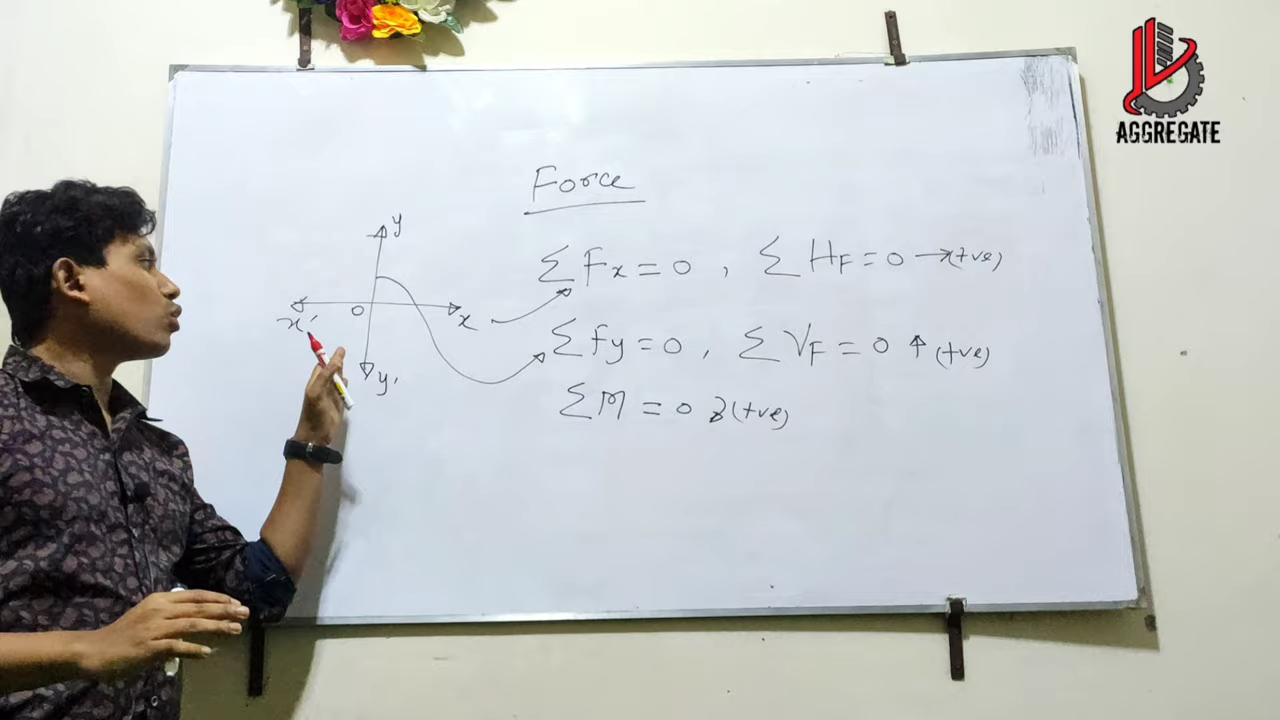 AGGREGATE
Force
y
x'
o
x
y'
∑Fx = 0 , ∑HF = 0 → (+ve)
∑fy = 0 , ∑VF = 0 ↑ (+ve)
∑M = 0 (+ve)